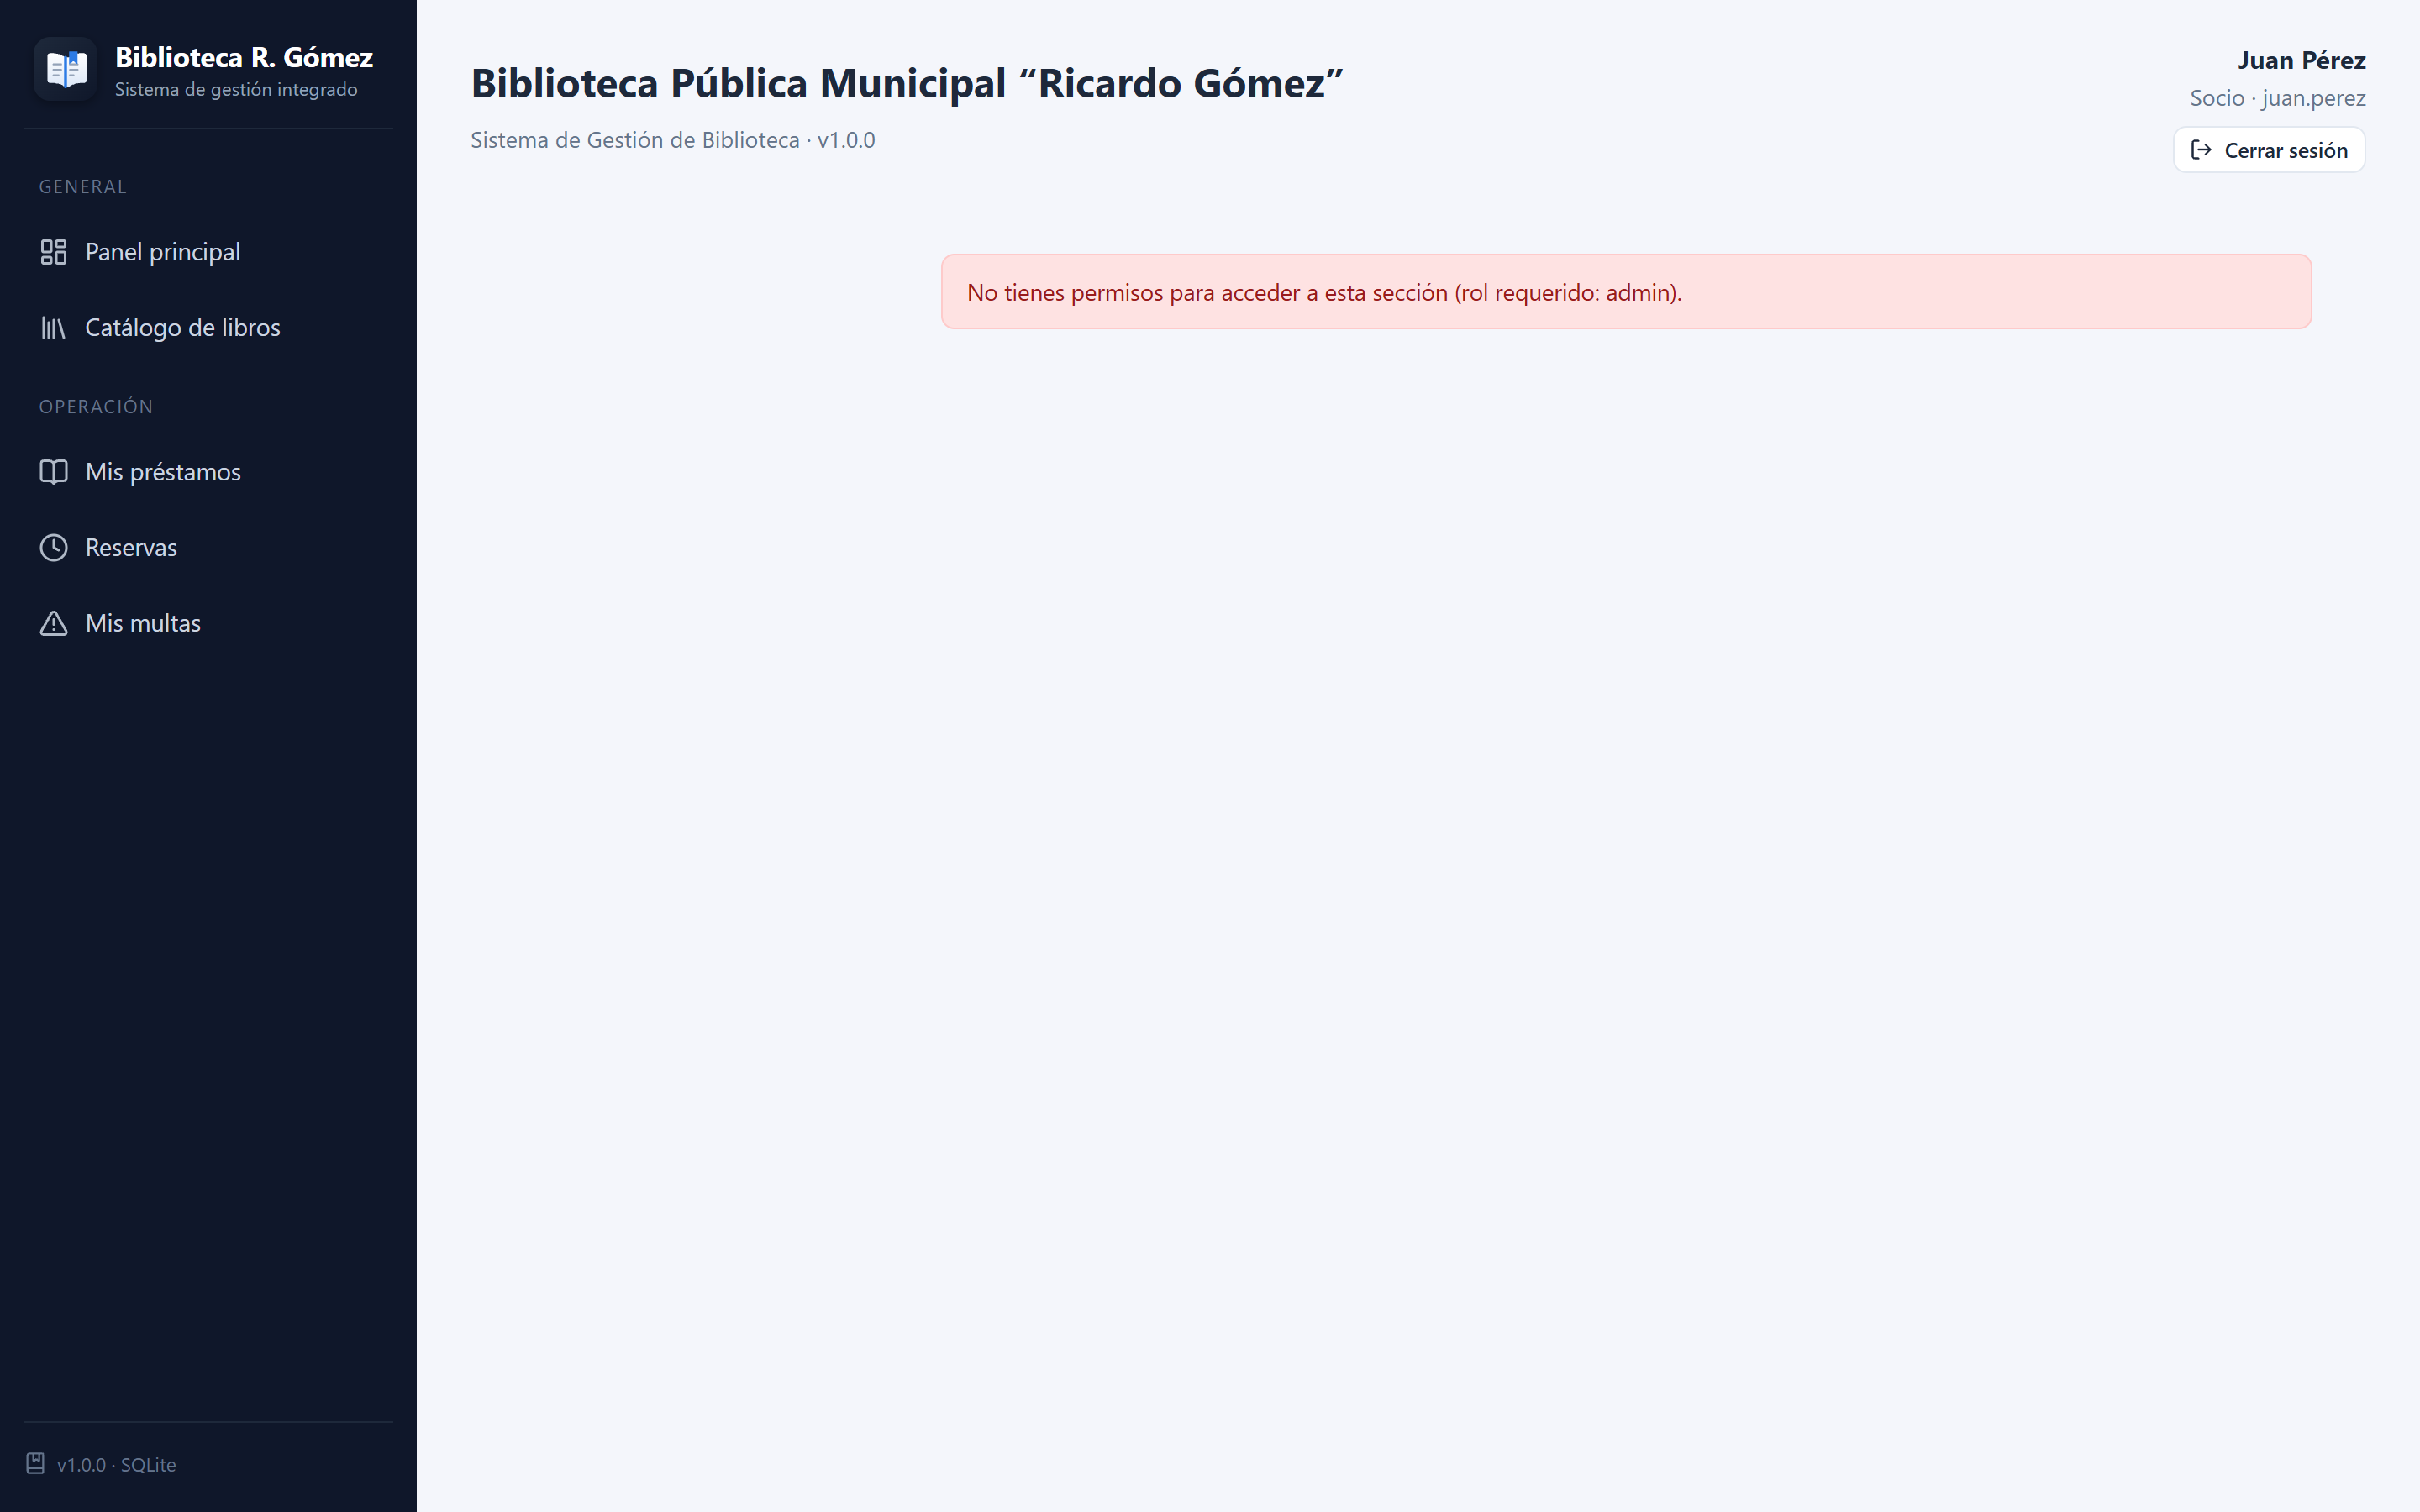 Biblioteca R. Gómez
Sistema de gestión integrado
GENERAL
Panel principal
Catálogo de libros
OPERACIÓN
Mis préstamos
Reservas
Mis multas
v1.0.0 · SQLite
Biblioteca Pública Municipal “Ricardo Gómez”
Sistema de Gestión de Biblioteca · v1.0.0
Juan Pérez
Socio · juan.perez
Cerrar sesión
No tienes permisos para acceder a esta sección (rol requerido: admin).